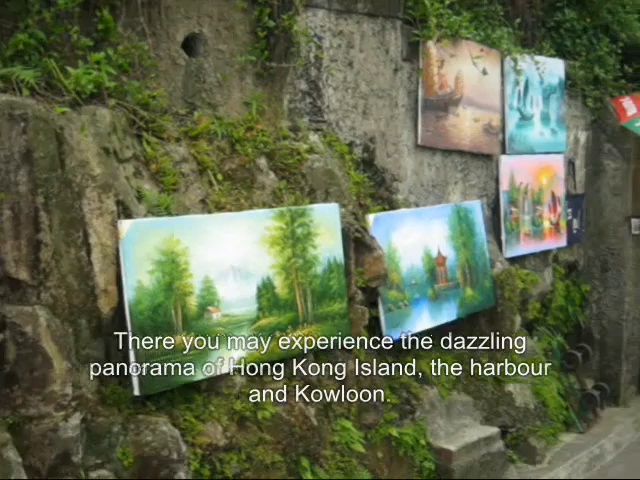 There you may experience the dazzling
panorama of Hong Kong Island, the harbour
and Kowloon.